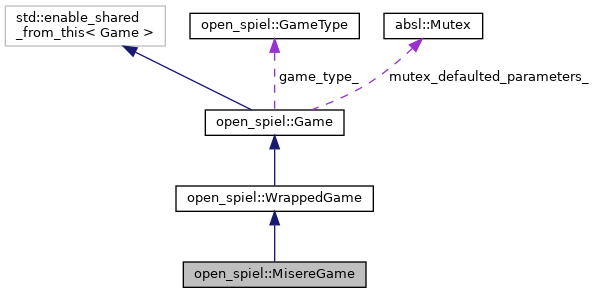 std::enable_shared
_from_this< Game >
open_spiel::GameType
absl::Mutex
game_type_
mutex_defaulted_parameters_
open_spiel::Game
open_spiel::WrappedGame
open_spiel::MisereGame